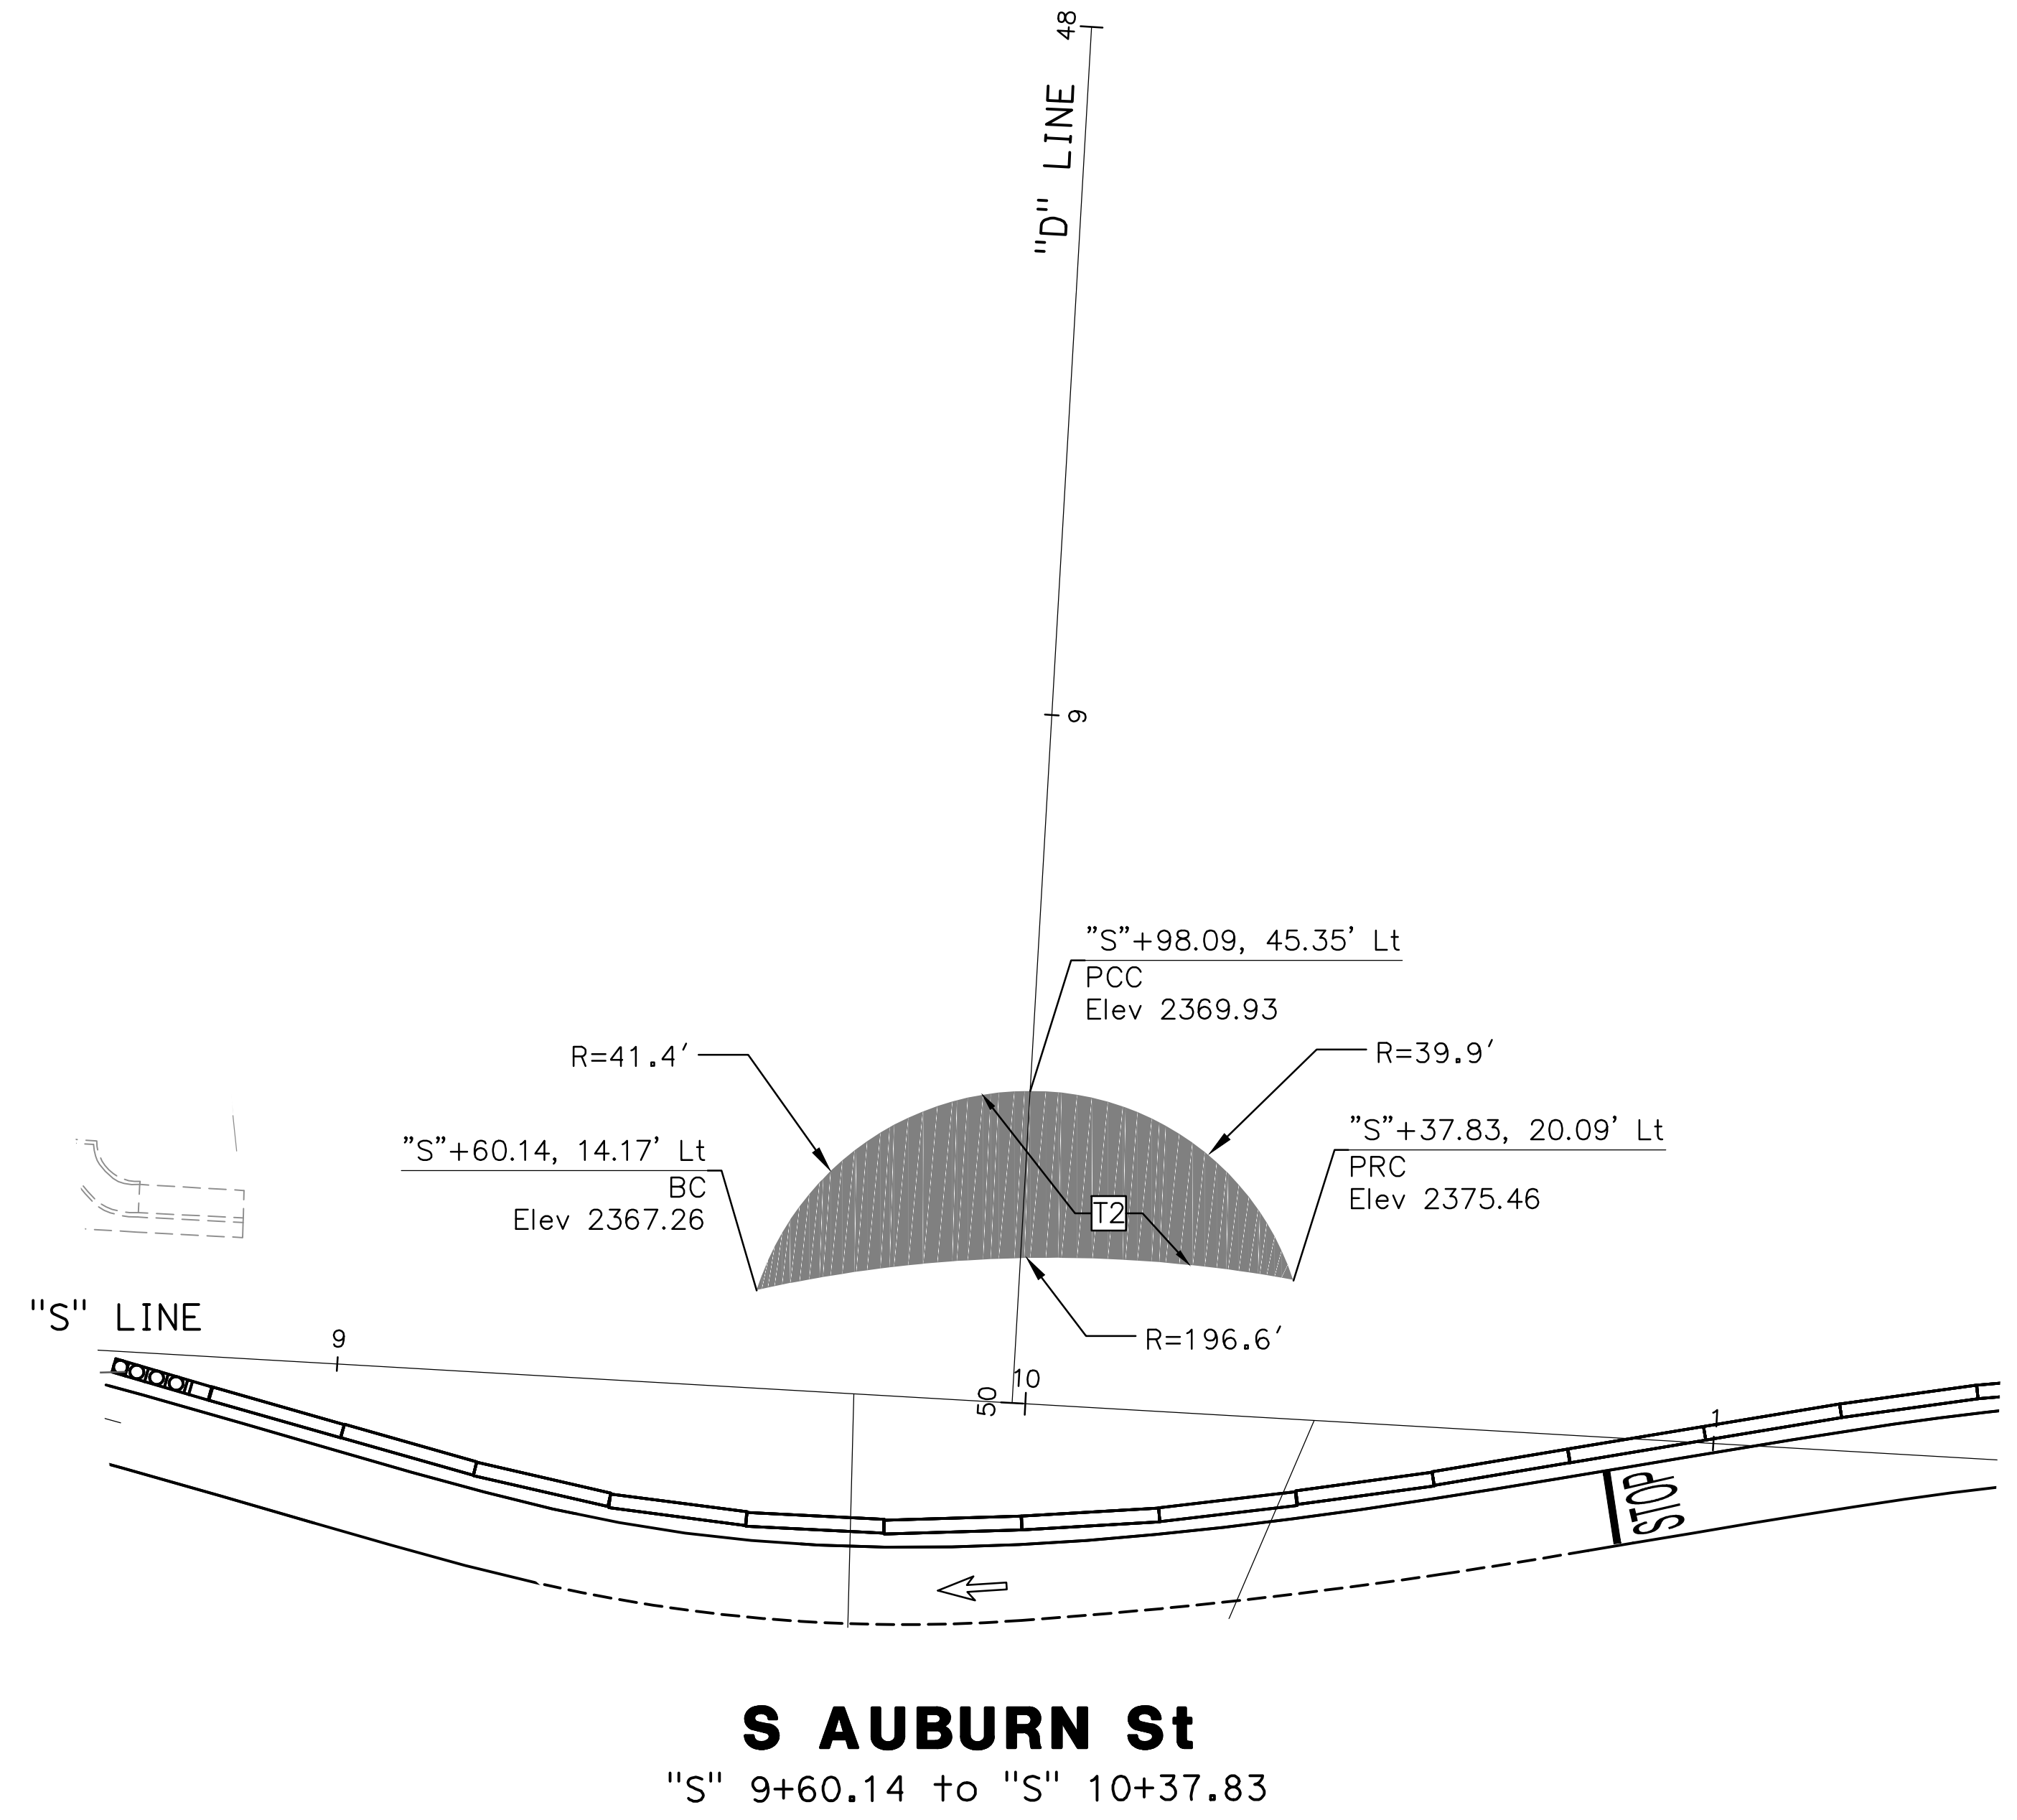 48
"D" LINE
9
"S"+98.09, 45.35' Lt
PCC
Elev 2369.93
R=41.4'
R=39.9'
"S"+60.14, 14.17' Lt
BC
Elev 2367.26
"S"+37.83, 20.09' Lt
PRC
Elev 2375.46
T2
"S" LINE
9
R=196.6'
10
50
1
STOP
S AUBURN St
"S" 9+60.14 to "S" 10+37.83